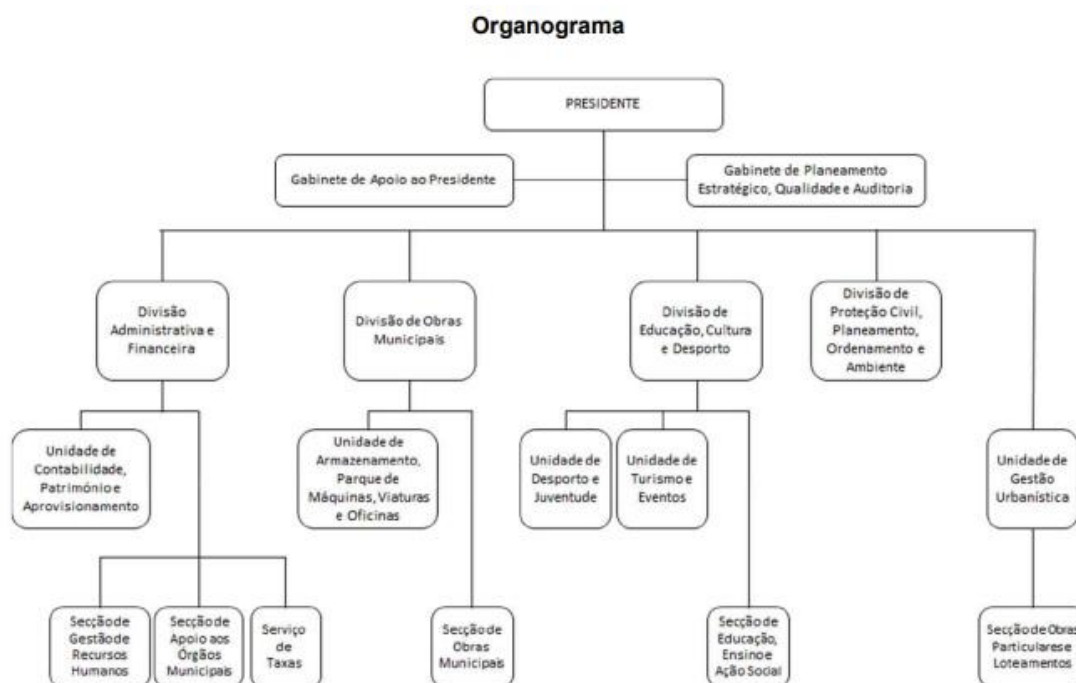 Organograma
PRESIDENTE
Gabinete de Apoio ao Presidente
Gabinete de Planeamento
Estratégico, Qualidade e Auditoria
Divisão
Administrativa e
Financeira
Divisão de Obras
Municipais
Divisão de
Educação, Cultura
e Desporto
Divisão de
Proteção Civil,
Planeamento,
Ordenamento e
Ambiente
Unidade de
Contabilidade,
Património e
Aprovisionamento
Unidade de
Armazenamento,
Parque de
Máquinas, Viaturas
e Oficinas
Unidade de
Desporto e
Juventude
Unidade de
Turismo e
Eventos
Unidade de
Gestão
Urbanística
Secção de
Gestão de
Recursos
Humanos
Secção de
Apoio aos
Órgãos
Municipais
Serviço
de
Taxas
Secção de
Obras
Municipais
Secção de
Educação,
Ensino e
Ação Social
Secção de Obras
Particulares e
Loteamentos